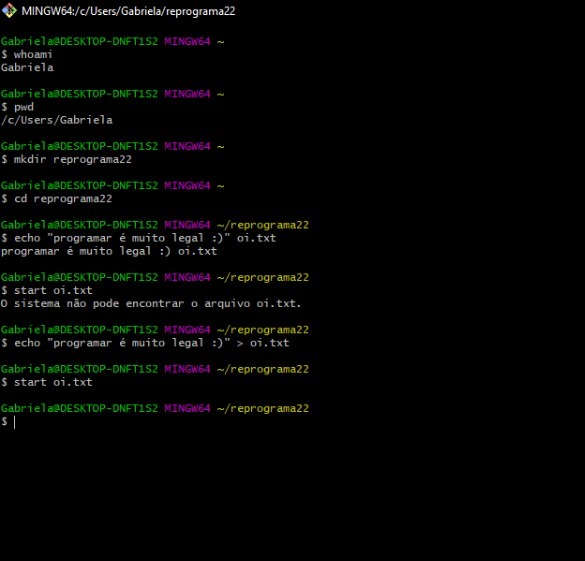 MINGW64:/c/Users/Gabriela/reprograma22
Gabriela@DESKTOP-DNFT1S2 MINGW64 ~
$ whoami
Gabriela
Gabriela@DESKTOP-DNFT1S2 MINGW64 ~
$ pwd
/c/Users/Gabriela
Gabriela@DESKTOP-DNFT1S2 MINGW64 ~
$ mkdir reprograma22
Gabriela@DESKTOP-DNFT1S2 MINGW64 ~
$ cd reprograma22
Gabriela@DESKTOP-DNFT1S2 MINGW64 ~/reprograma22
$ echo "programar é muito legal :)" oi.txt
programar é muito legal :) oi.txt
Gabriela@DESKTOP-DNFT1S2 MINGW64 ~/reprograma22
$ start oi.txt
O sistema não pode encontrar o arquivo oi.txt.
Gabriela@DESKTOP-DNFT1S2 MINGW64 ~/reprograma22
$ echo "programar é muito legal :)" > oi.txt
Gabriela@DESKTOP-DNFT1S2 MINGW64 ~/reprograma22
$ start oi.txt
Gabriela@DESKTOP-DNFT1S2 MINGW64 ~/reprograma22
$